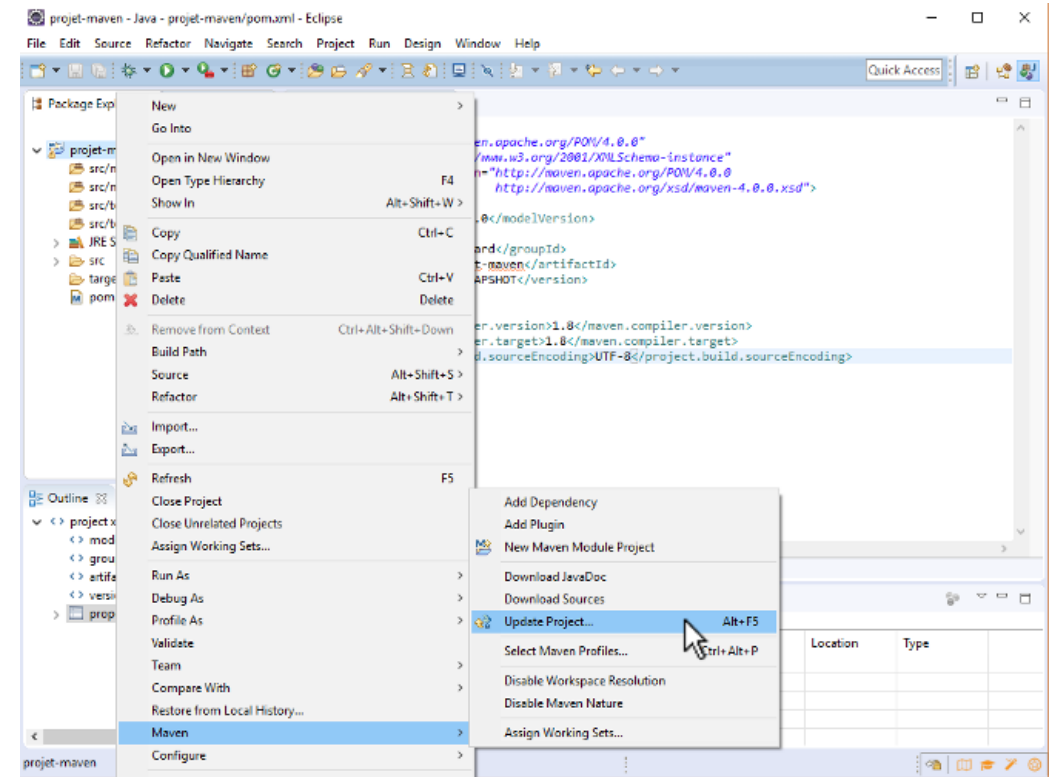 projet-maven - Java - projet-maven/pom.xml - Eclipse
File Edit Source Refactor Navigate Search Project Run Design Window Help
Quick Access
Package Exp
projet-m
src/m
src/m
src/t
src/t
JRE S
src
targe
pom
New
Go Into
Open in New Window
Open Type Hierarchy F4
Show In Alt+Shift+W >
Copy Ctrl+C
Copy Qualified Name
Paste Ctrl+V
Delete Delete
Remove from Context Ctrl+Alt+Shift+Down
Build Path >
Source Alt+Shift+S >
Refactor Alt+Shift+T >
Import...
Export...
Refresh F5
Close Project
Close Unrelated Projects
Assign Working Sets...
Run As >
Debug As >
Profile As >
Validate
Team >
Compare With >
Restore from Local History...
Maven >
Configure >
en.apache.org/POM/4.0.0"
/www.w3.org/2001/XMLSchema-instance"
n="http://maven.apache.org/POM/4.0.0
http://maven.apache.org/xsd/maven-4.0.0.xsd">
.0</modelVersion>
ard</groupId>
t-maven</artifactId>
APSHOT</version>
er.version>1.8</maven.compiler.version>
er.target>1.8</maven.compiler.target>
d.sourceEncoding>UTF-8</project.build.sourceEncoding>
Outline
project x
mod
grou
artifa
versi
prop
Add Dependency
Add Plugin
New Maven Module Project
Download JavaDoc
Download Sources
Update Project... Alt+F5
Select Maven Profiles... Ctrl+Alt+P
Disable Workspace Resolution
Disable Maven Nature
Assign Working Sets...
Location Type
projet-maven